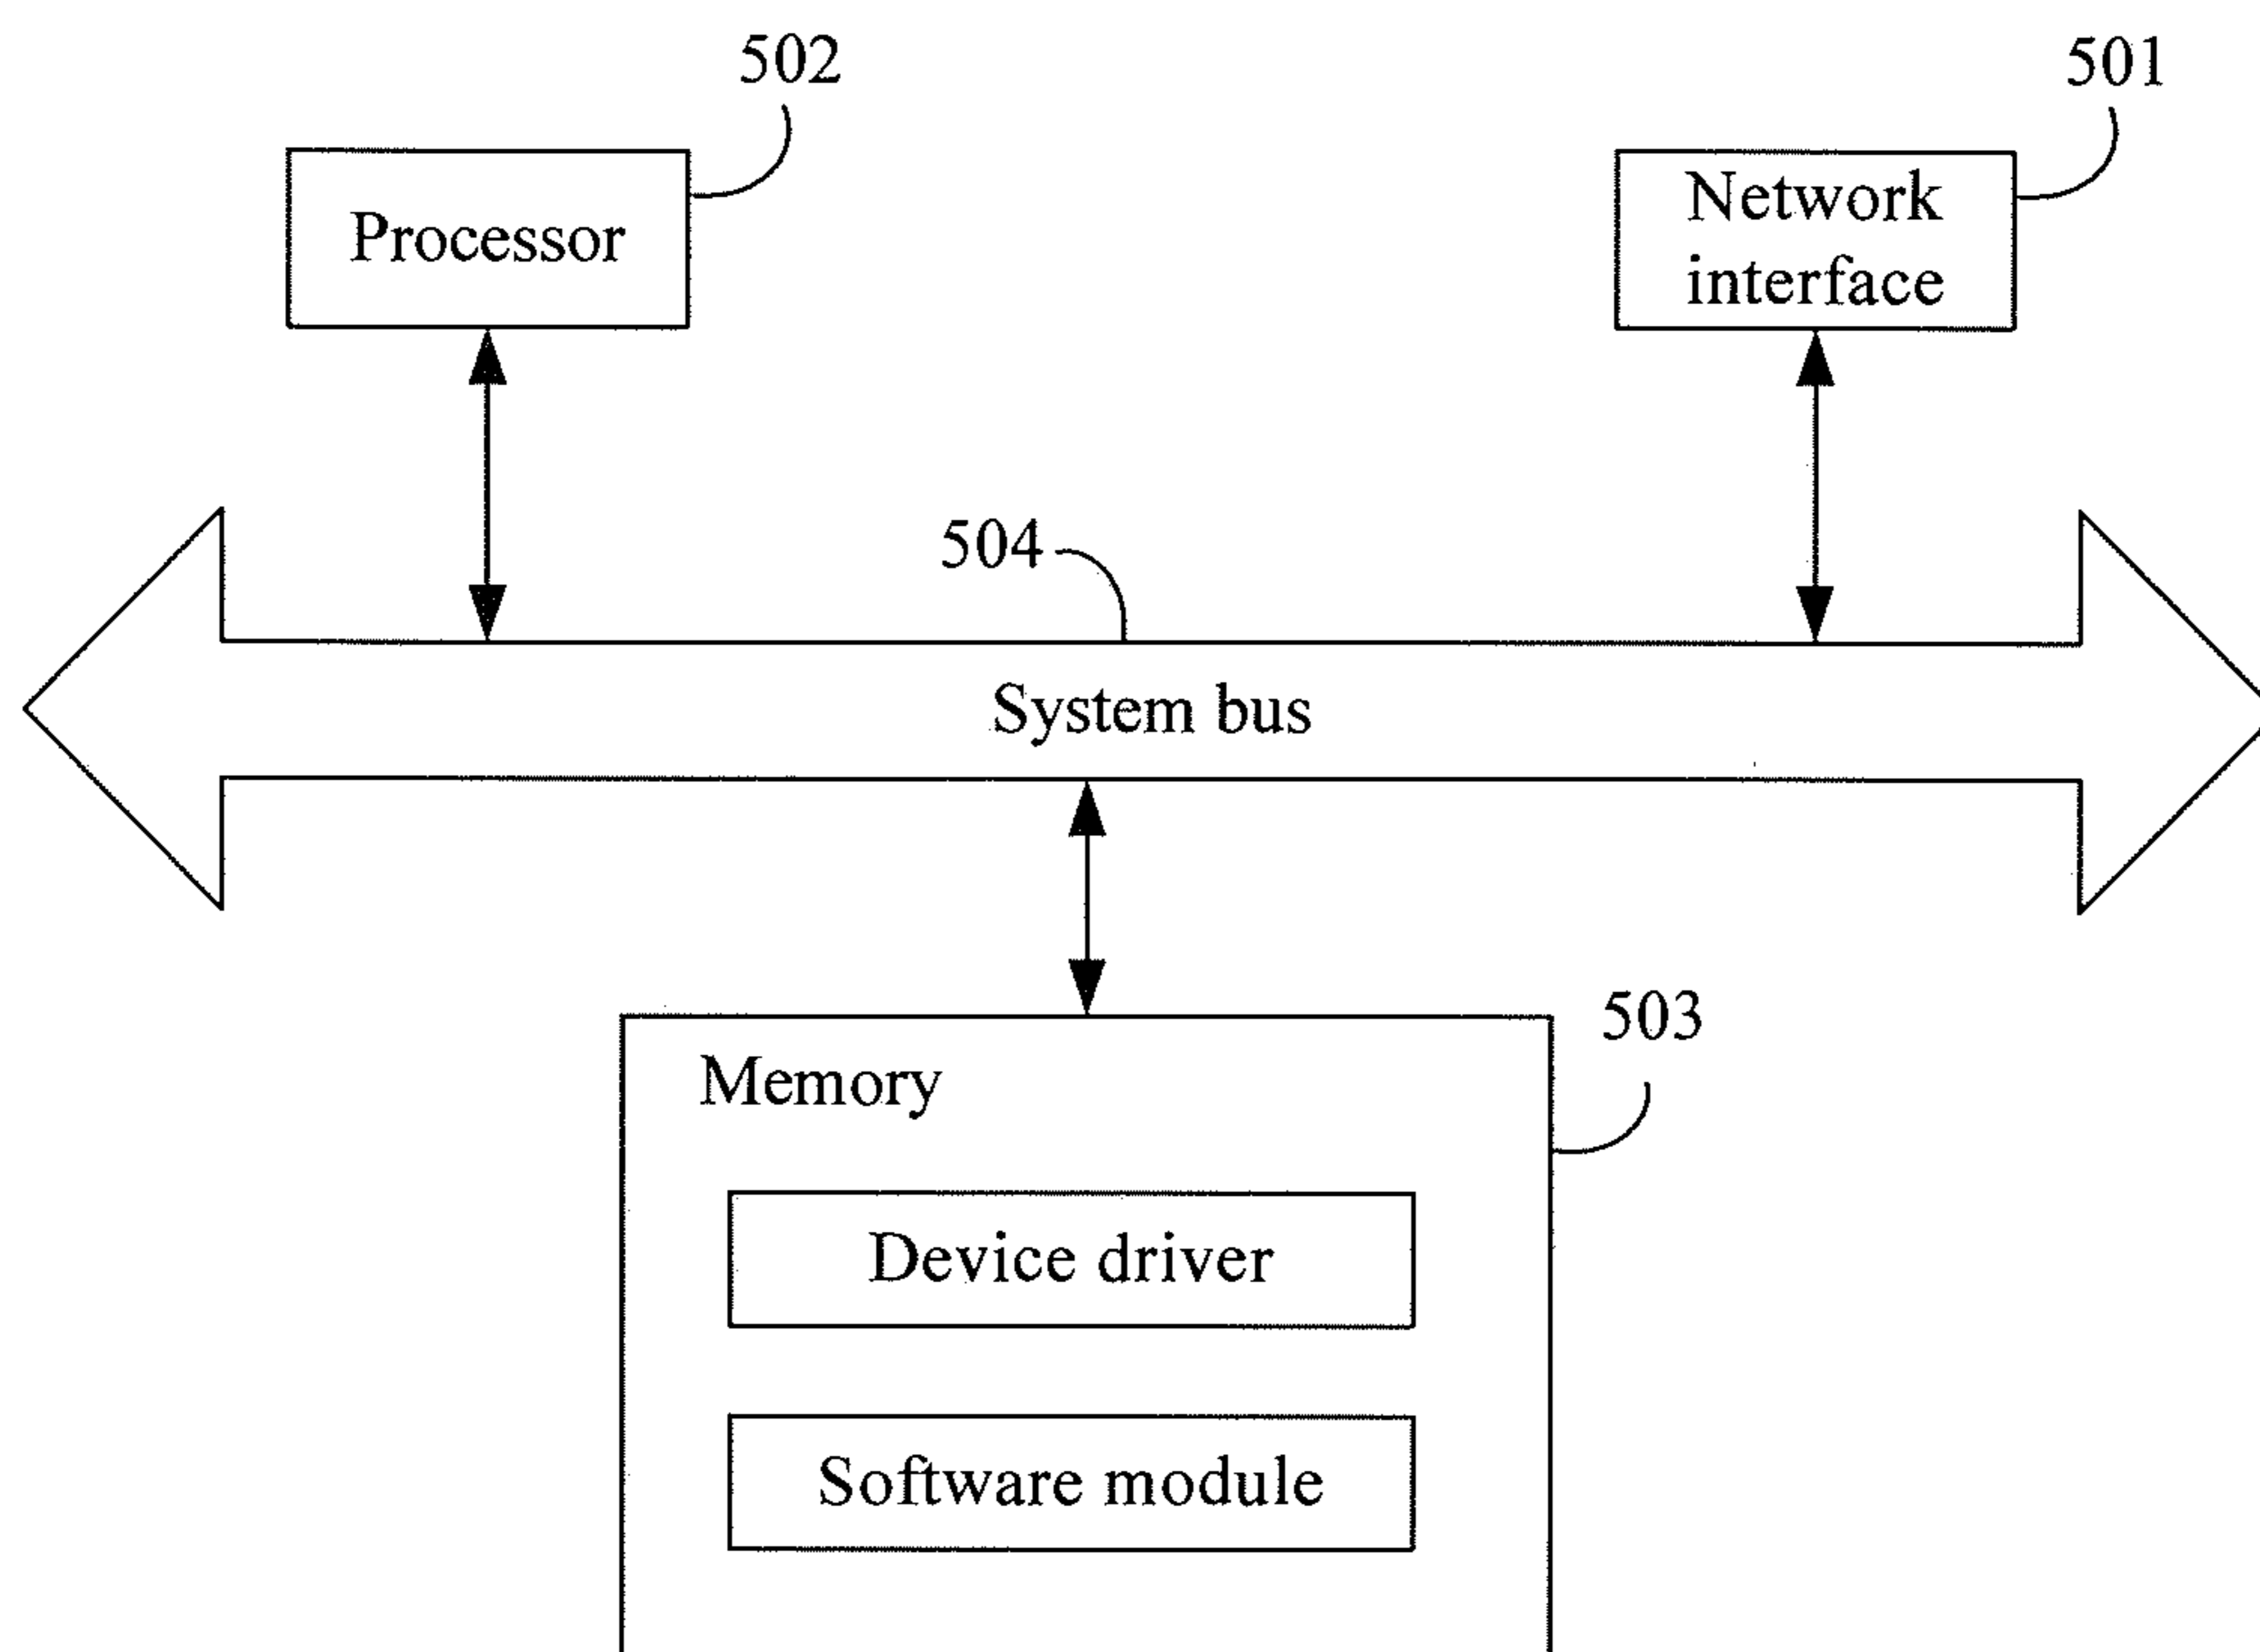 502
501
Processor
Network
interface
504
System bus
503
Memory
Device driver
Software module